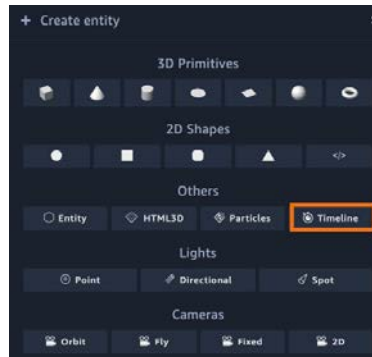 + Create entity
3D Primitives
2D Shapes
</>
Others
Entity HTML3D Particles Timeline
Lights
Point Directional Spot
Cameras
Orbit Fly Fixed 2D